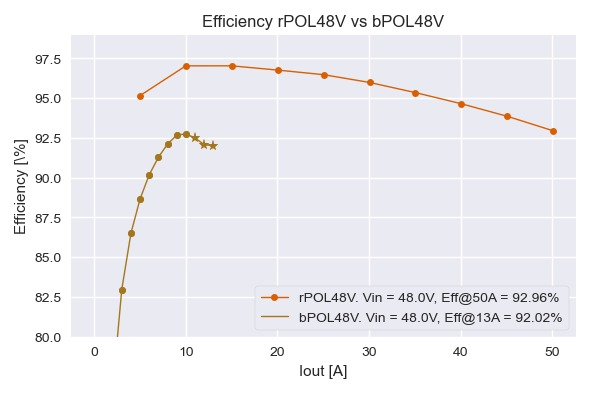 Efficiency rPOL48V vs bPOL48V
Efficiency [\%]
97.5
95.0
92.5
90.0
87.5
85.0
82.5
80.0
rPOL48V. Vin = 48.0V, Eff@50A = 92.96%
bPOL48V. Vin = 48.0V, Eff@13A = 92.02%
0 10 20 30 40 50
Iout [A]